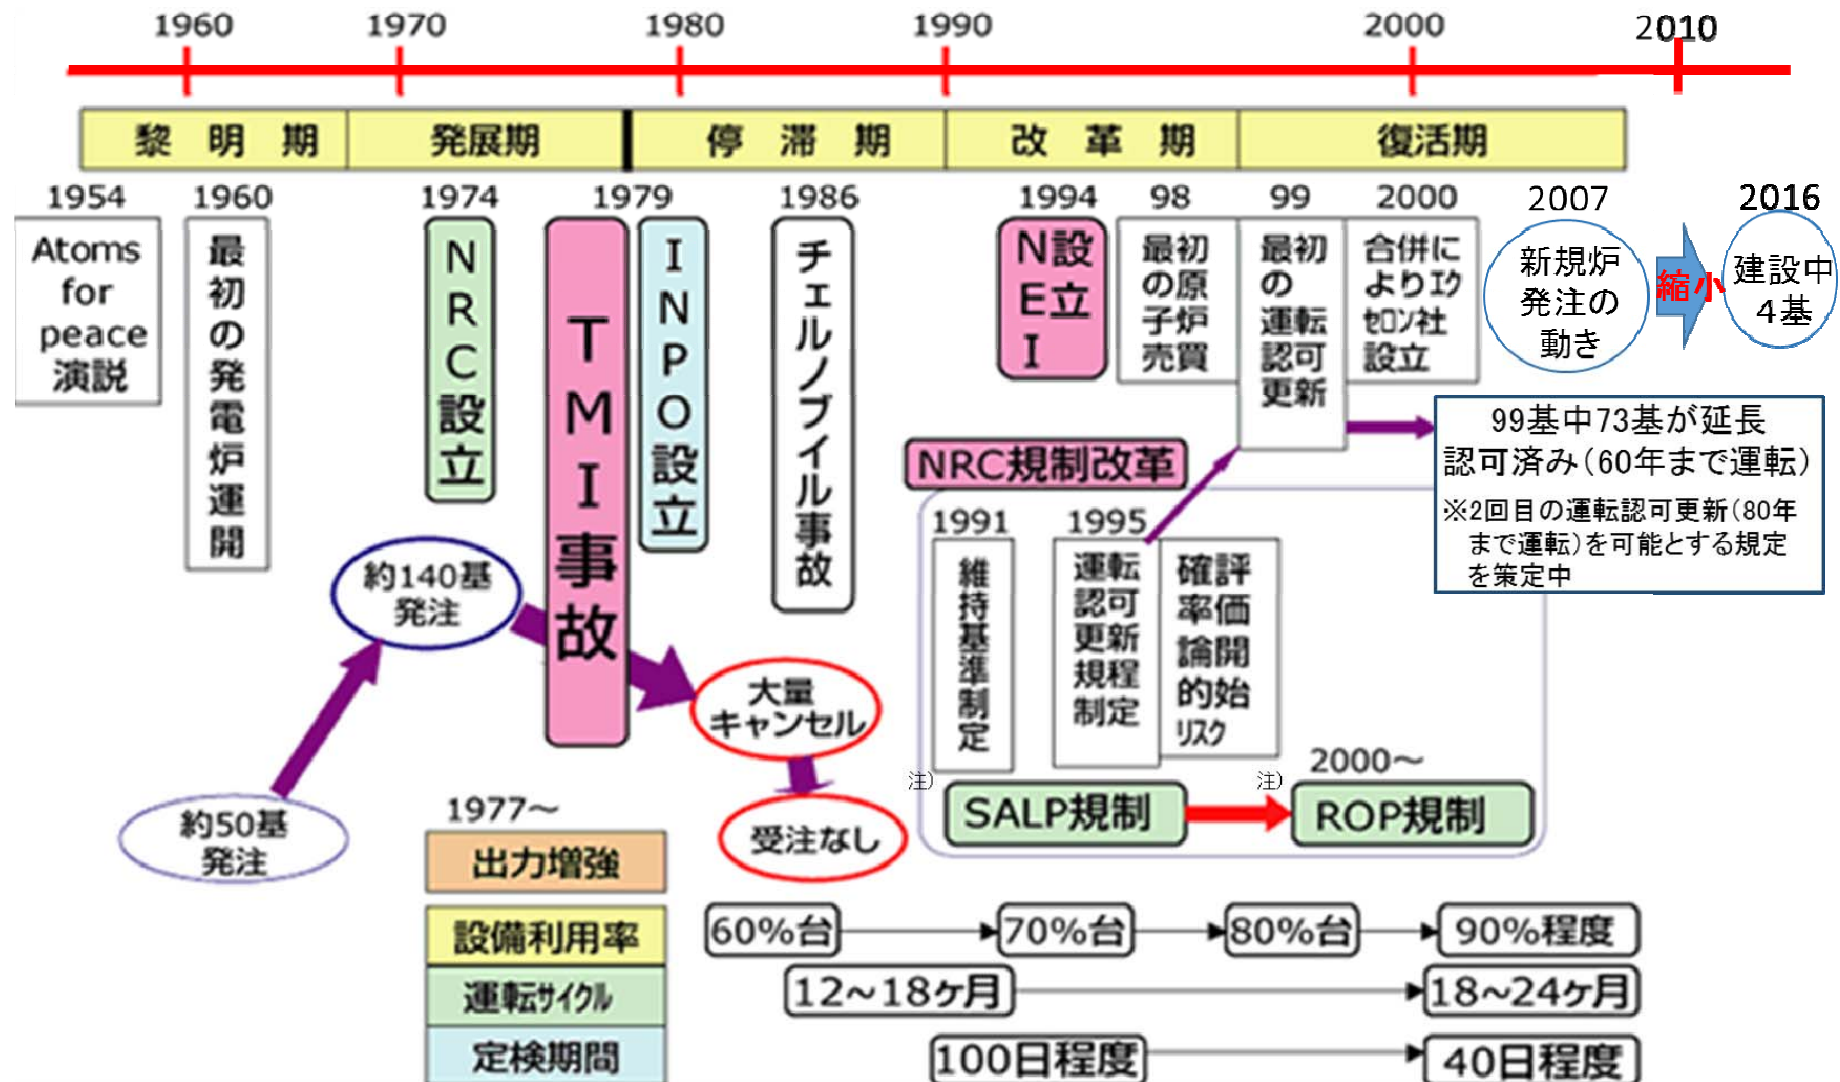 1960
1970
1980
1990
2000
2010
黎明期
発展期
停滞期
改革期
復活期
1954
Atoms
for
peace
演説
1960
最初の発電炉運開
1974
NRC設立
1979
TMI事故
INPO設立
1986
チェルノブイル事故
1994
NEI
設立
98
最初
の原
子炉
売買
99
最初
の
運転
認可
更新
2000
合併に
よりｴｸ
ｾﾛﾝ社
設立
2007
新規炉
発注の
動き
縮小
2016
建設中
4基
99基中73基が延長
認可済み（60年まで運転）
※2回目の運転認可更新（80年
まで運転）を可能とする規定
を策定中
NRC規制改革
1991
維持基準制定
1995
運転
認可
更新
規程
制定
確率論的ﾘｽｸ
評価開始
約50基
発注
約140基
発注
大量
キャンセル
受注なし
注）
SALP規制
注）
2000～
ROP規制
1977～
出力増強
設備利用率
60%台
70%台
80%台
90%程度
運転ｻｲｸﾙ
12～18ヶ月
18～24ヶ月
定検期間
100日程度
40日程度